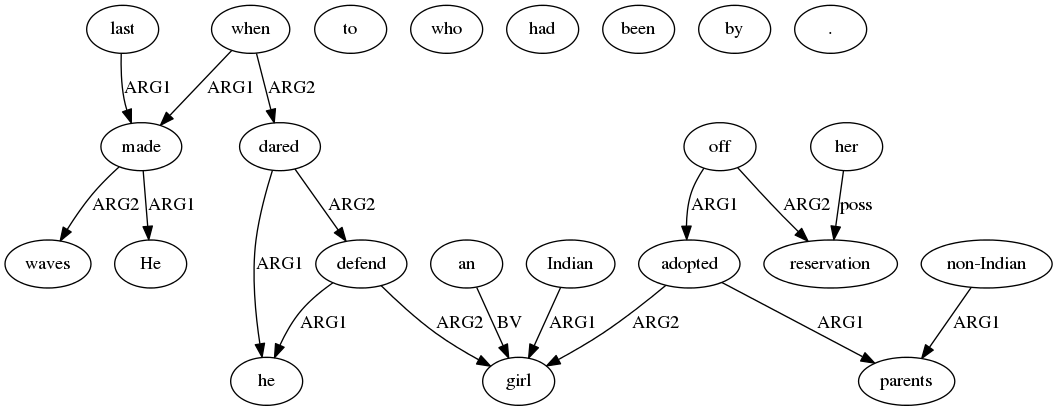 last when to who had been by .
ARG1 ARG1 ARG2
made dared off her
ARG2 ARG1 ARG2 ARG1 ARG2 poss
waves He ARG1 defend an Indian adopted reservation non-Indian
ARG1 ARG2 BV ARG1 ARG2 ARG1 ARG1
he girl parents